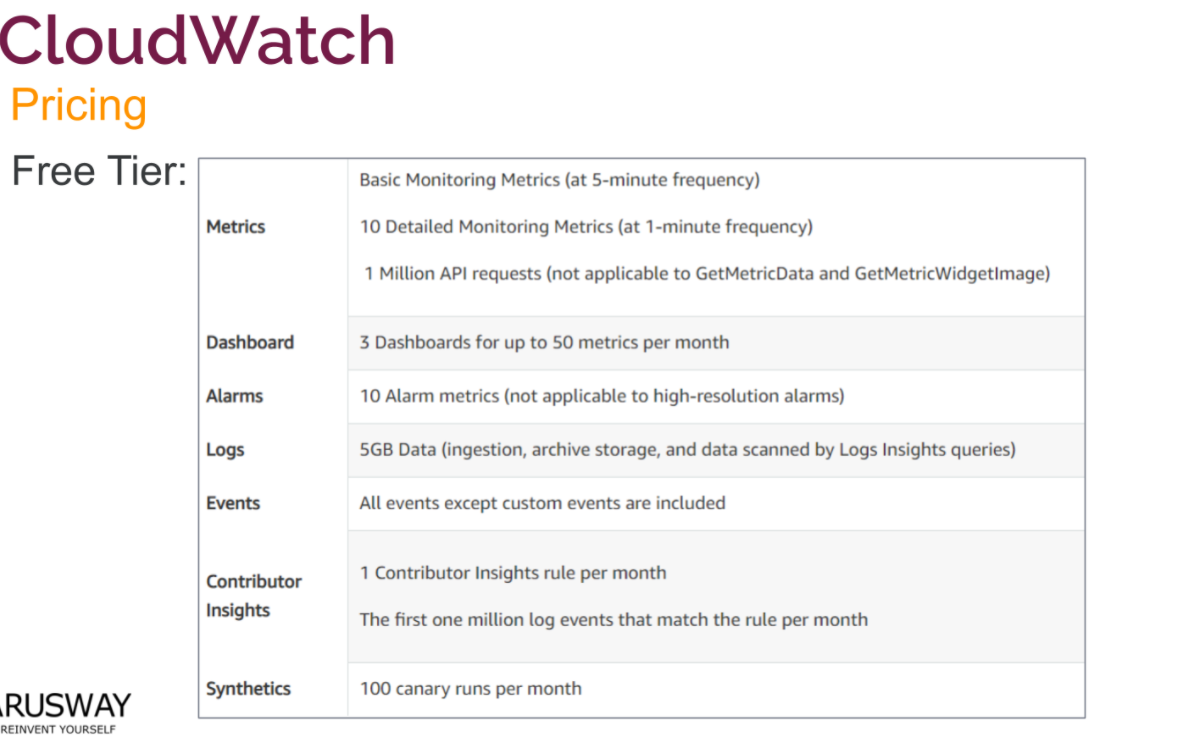 CloudWatch
Pricing
Free Tier:
Metrics
Basic Monitoring Metrics (at 5-minute frequency)
10 Detailed Monitoring Metrics (at 1-minute frequency)
1 Million API requests (not applicable to GetMetricData and GetMetricWidgetImage)
Dashboard
3 Dashboards for up to 50 metrics per month
Alarms
10 Alarm metrics (not applicable to high-resolution alarms)
Logs
5GB Data (ingestion, archive storage, and data scanned by Logs Insights queries)
Events
All events except custom events are included
Contributor
Insights
1 Contributor Insights rule per month
The first one million log events that match the rule per month
Synthetics
100 canary runs per month
ARUSWAY
REINVENT YOURSELF